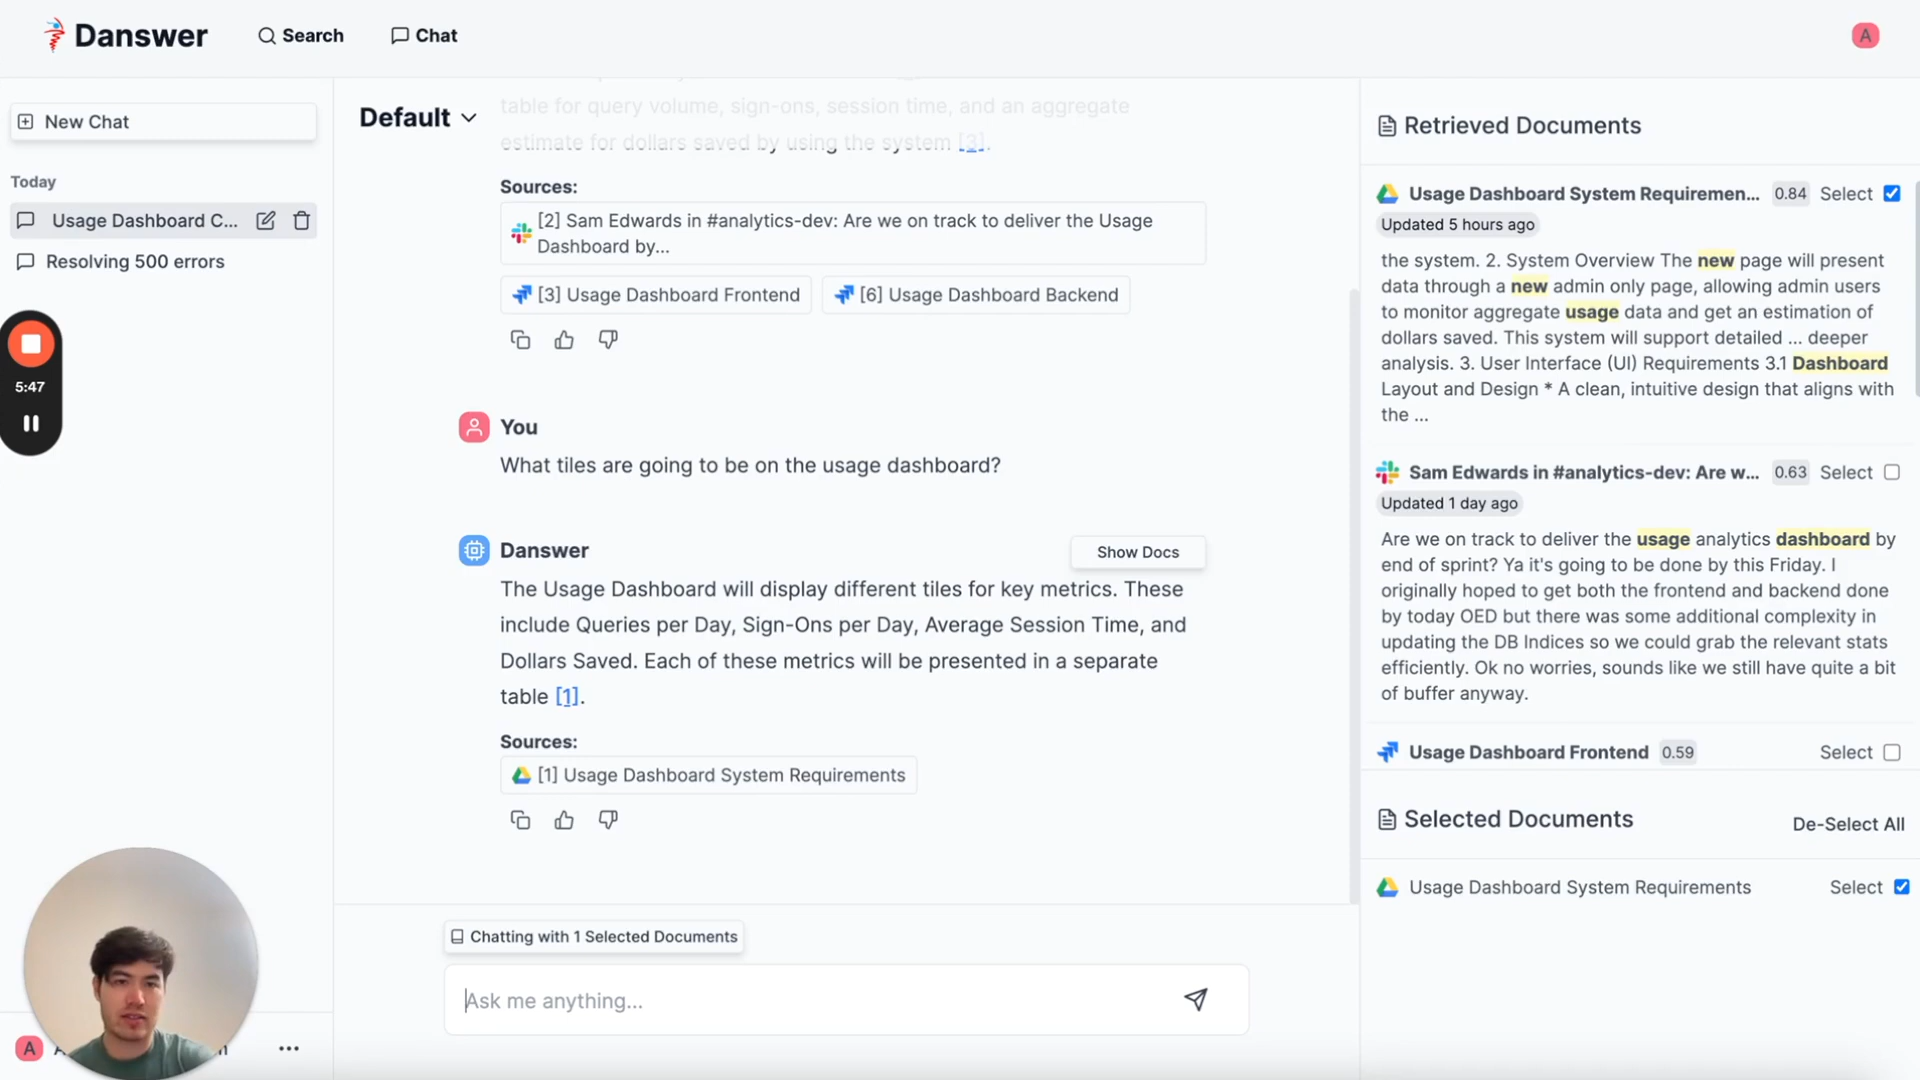 Danswer
Search
Chat
A
New Chat
Today
Usage Dashboard C...
Resolving 500 errors
5:47
Default
table for query volume, sign-ons, session time, and an aggregate
estimate for dollars saved by using the system [3].
Sources:
[2] Sam Edwards in #analytics-dev: Are we on track to deliver the Usage
Dashboard by...
[3] Usage Dashboard Frontend
[6] Usage Dashboard Backend
You
What tiles are going to be on the usage dashboard?
Danswer
Show Docs
The Usage Dashboard will display different tiles for key metrics. These
include Queries per Day, Sign-Ons per Day, Average Session Time, and
Dollars Saved. Each of these metrics will be presented in a separate
table [1].
Sources:
[1] Usage Dashboard System Requirements
Chatting with 1 Selected Documents
Ask me anything...
A
Retrieved Documents
Usage Dashboard System Requiremen...
0.84
Select
Updated 5 hours ago
the system. 2. System Overview The new page will present
data through a new admin only page, allowing admin users
to monitor aggregate usage data and get an estimation of
dollars saved. This system will support detailed ... deeper
analysis. 3. User Interface (UI) Requirements 3.1 Dashboard
Layout and Design * A clean, intuitive design that aligns with
the ...
Sam Edwards in #analytics-dev: Are w...
0.63
Select
Updated 1 day ago
Are we on track to deliver the usage analytics dashboard by
end of sprint? Ya it's going to be done by this Friday. I
originally hoped to get both the frontend and backend done
by today OED but there was some additional complexity in
updating the DB Indices so we could grab the relevant stats
efficiently. Ok no worries, sounds like we still have quite a bit
of buffer anyway.
Usage Dashboard Frontend
0.59
Select
Selected Documents
De-Select All
Usage Dashboard System Requirements
Select